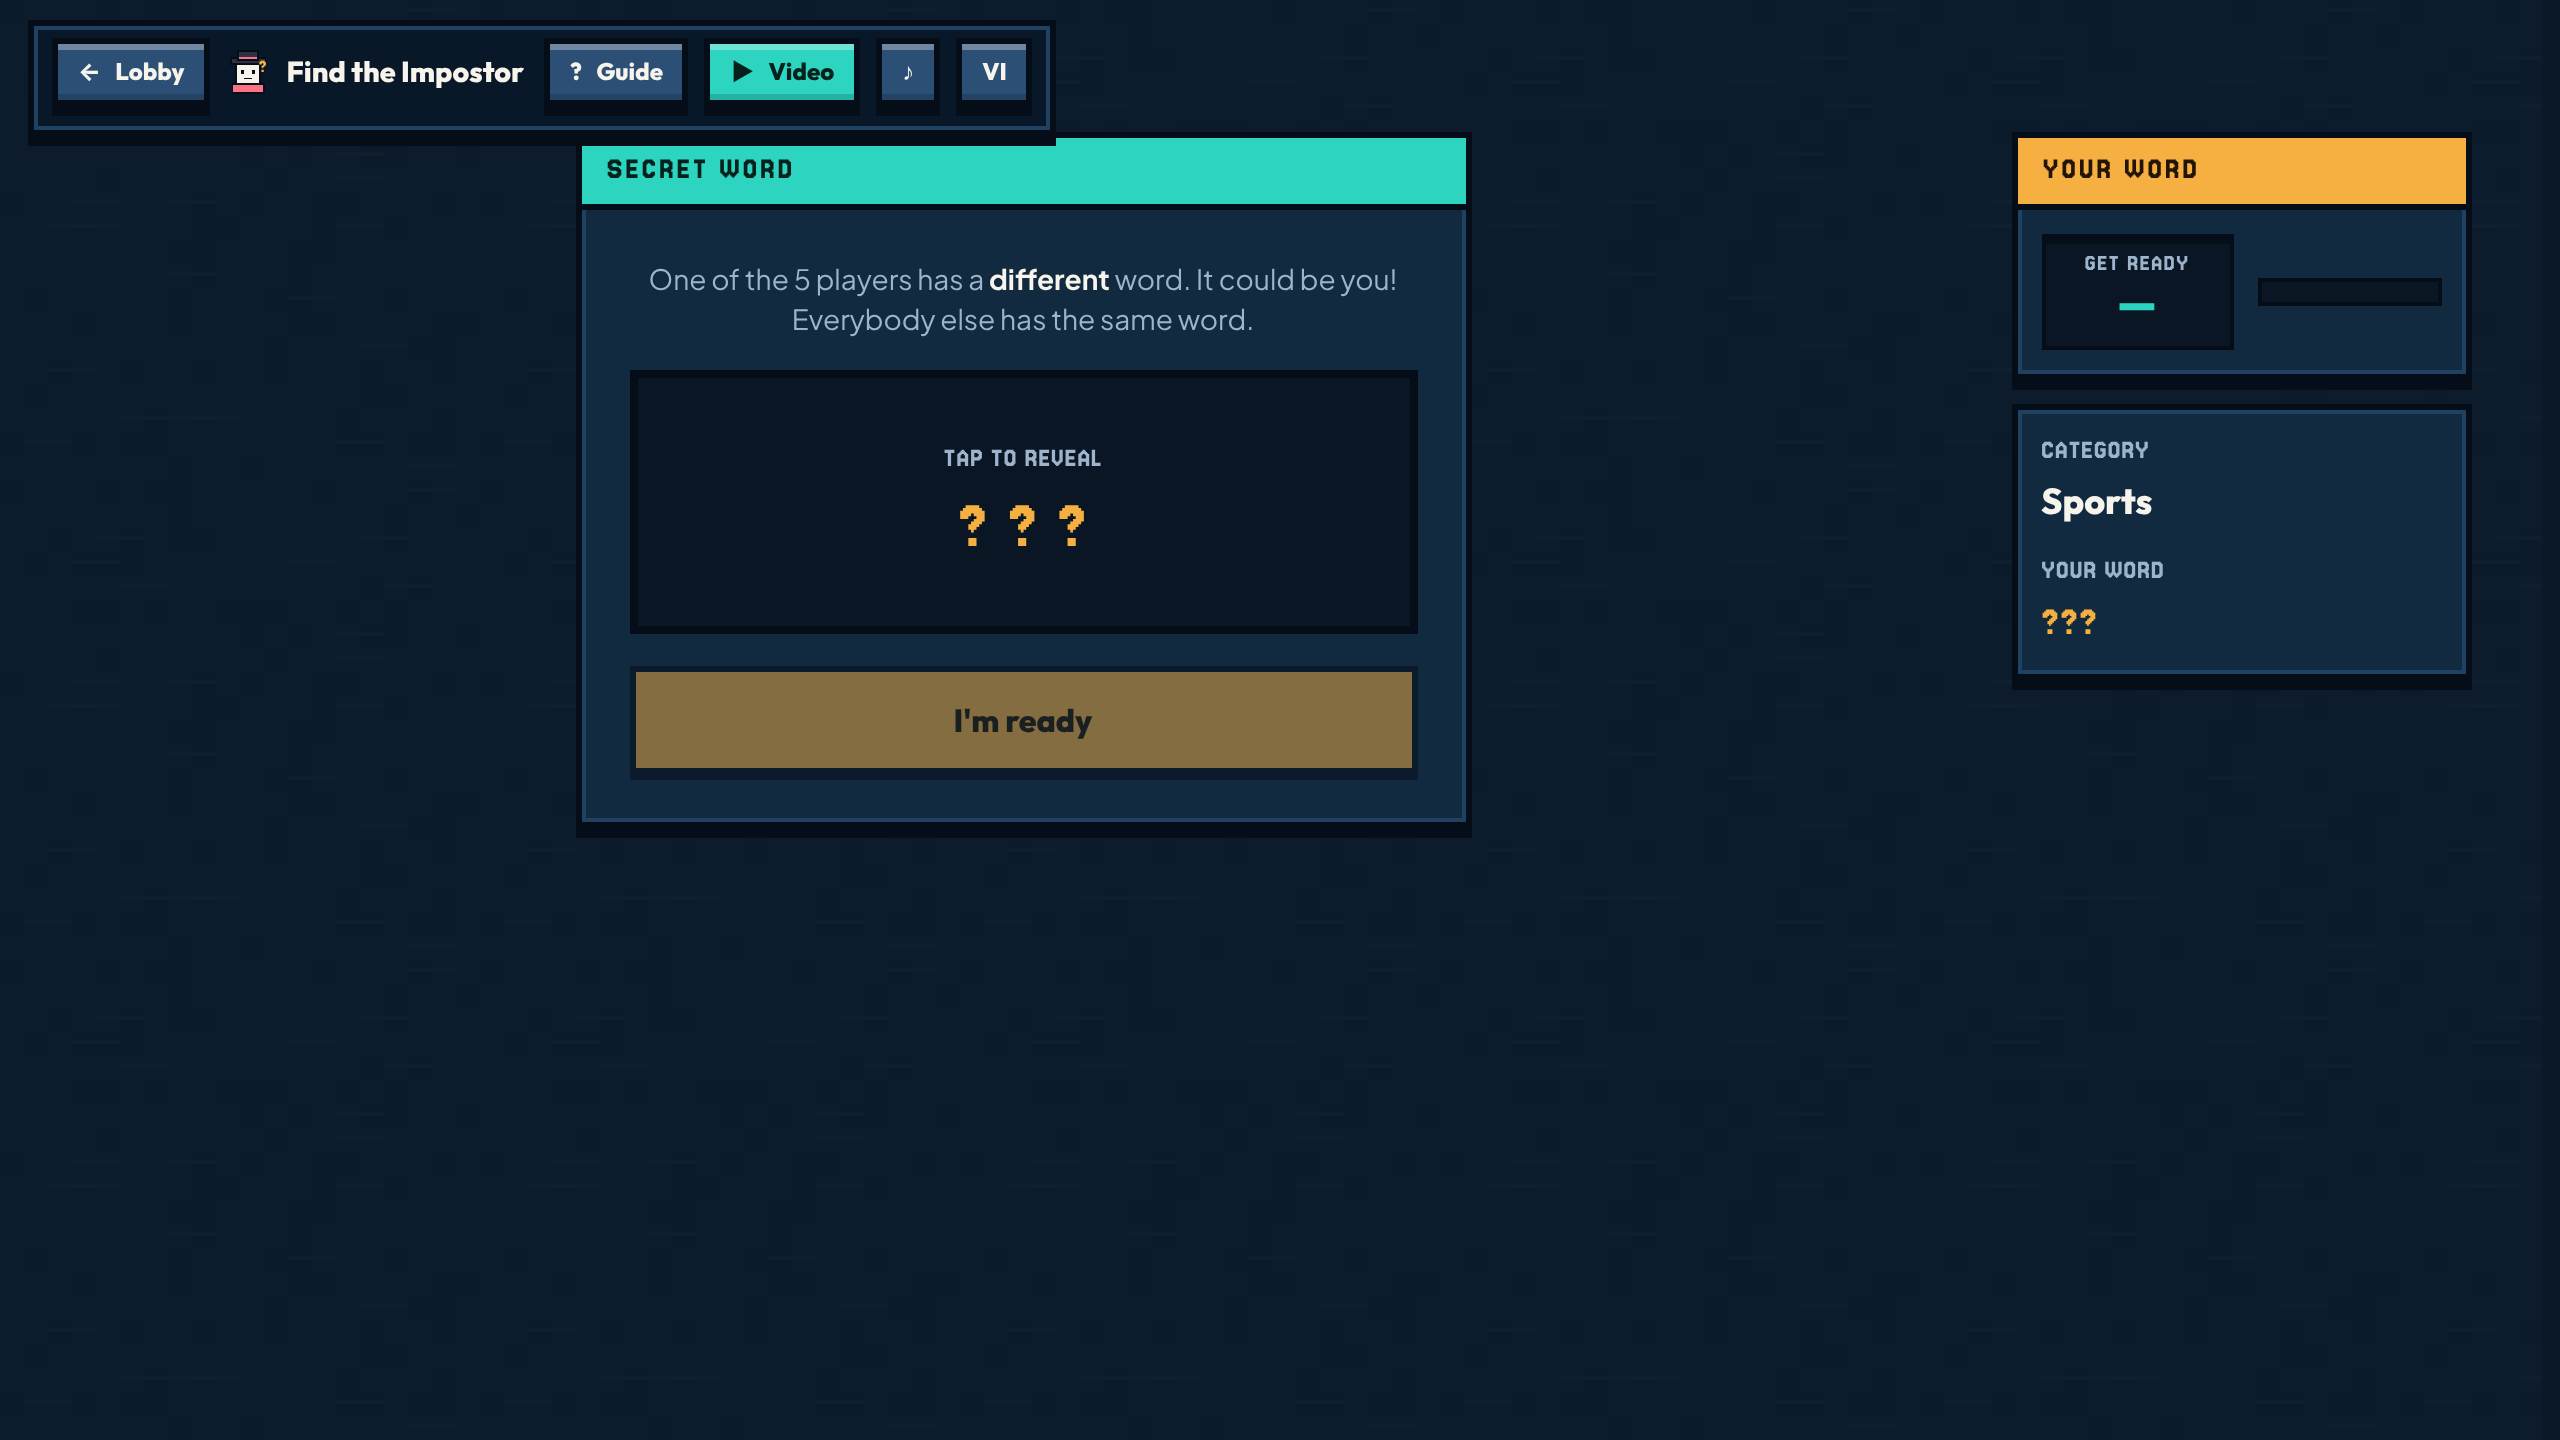 ← Lobby
Find the Impostor
? Guide
▶ Video
♪
VI
SECRET WORD
One of the 5 players has a different word. It could be you!
Everybody else has the same word.
TAP TO REVEAL
? ? ?
I'm ready
YOUR WORD
GET READY
—
CATEGORY
Sports
YOUR WORD
???